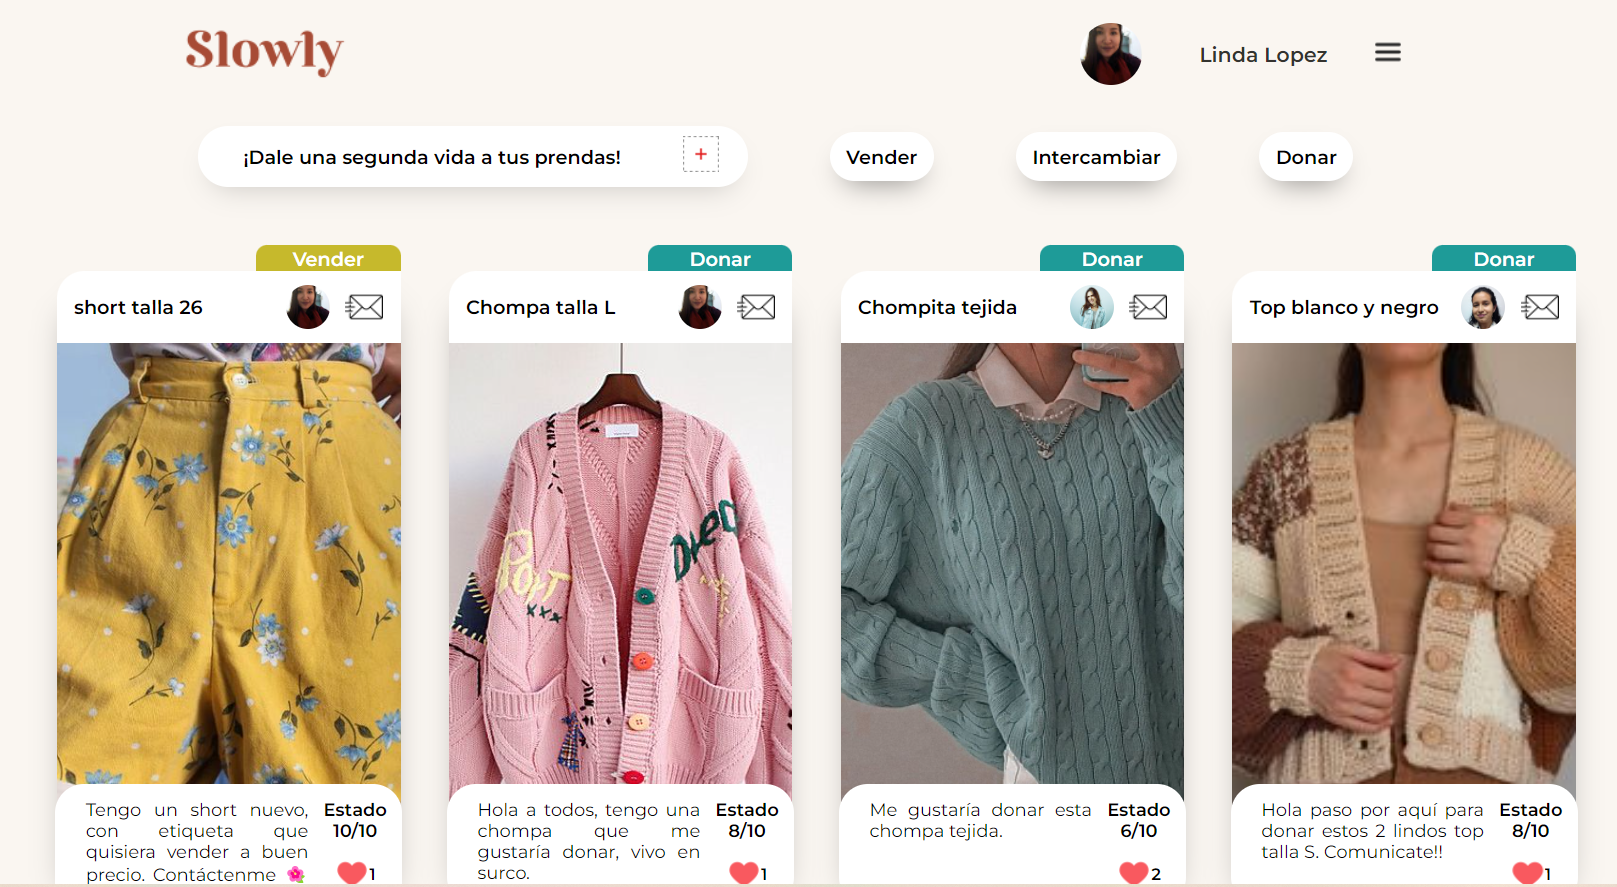 Slowly
Linda Lopez
¡Dale una segunda vida a tus prendas!
+
Vender
Intercambiar
Donar
Vender
short talla 26
Tengo un short nuevo,
con etiqueta que
quisiera vender a buen
precio. Contáctenme 🌺
Estado
10/10
1
Donar
Chompa talla L
Hola a todos, tengo una
chompa que me
gustaría donar, vivo en
surco.
Estado
8/10
1
Donar
Chompita tejida
Me gustaría donar esta
chompa tejida.
Estado
6/10
2
Donar
Top blanco y negro
Hola paso por aquí para
donar estos 2 lindos top
talla S. Comunicate!!
Estado
8/10
1